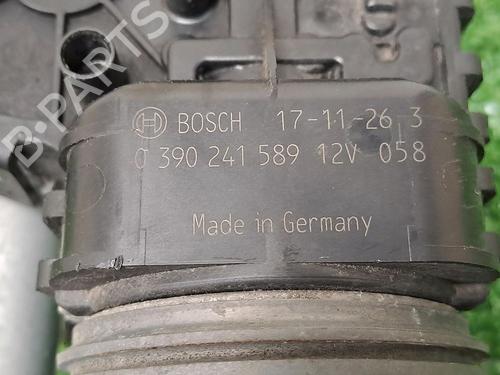 BOSCH 17-11-26 3
0 390 241 589 12V 058
Made in Germany
B-PARTS